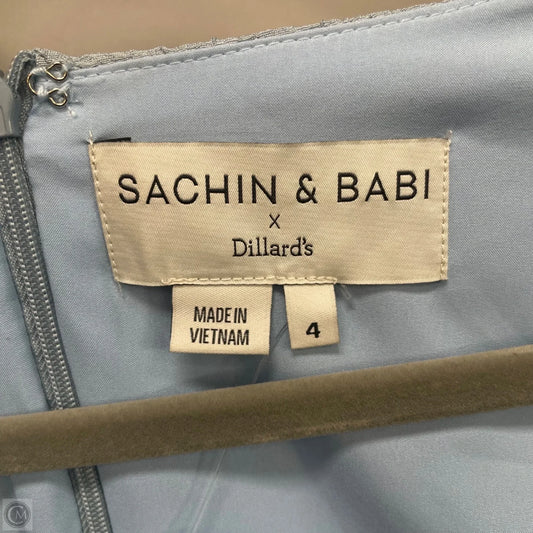 SACHIN & BABI
X
Dillard's
MADE IN
VIETNAM
4